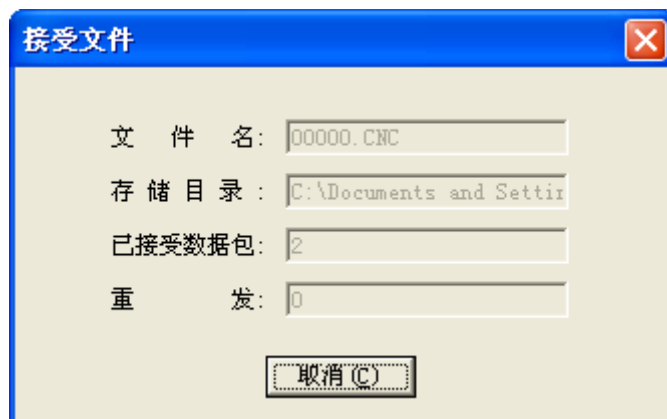 接受文件
文 件 名: 00000.CNC
存 储 目 录 : C:\Documents and Settin
已接受数据包: 2
重 发: 0
取消(C)